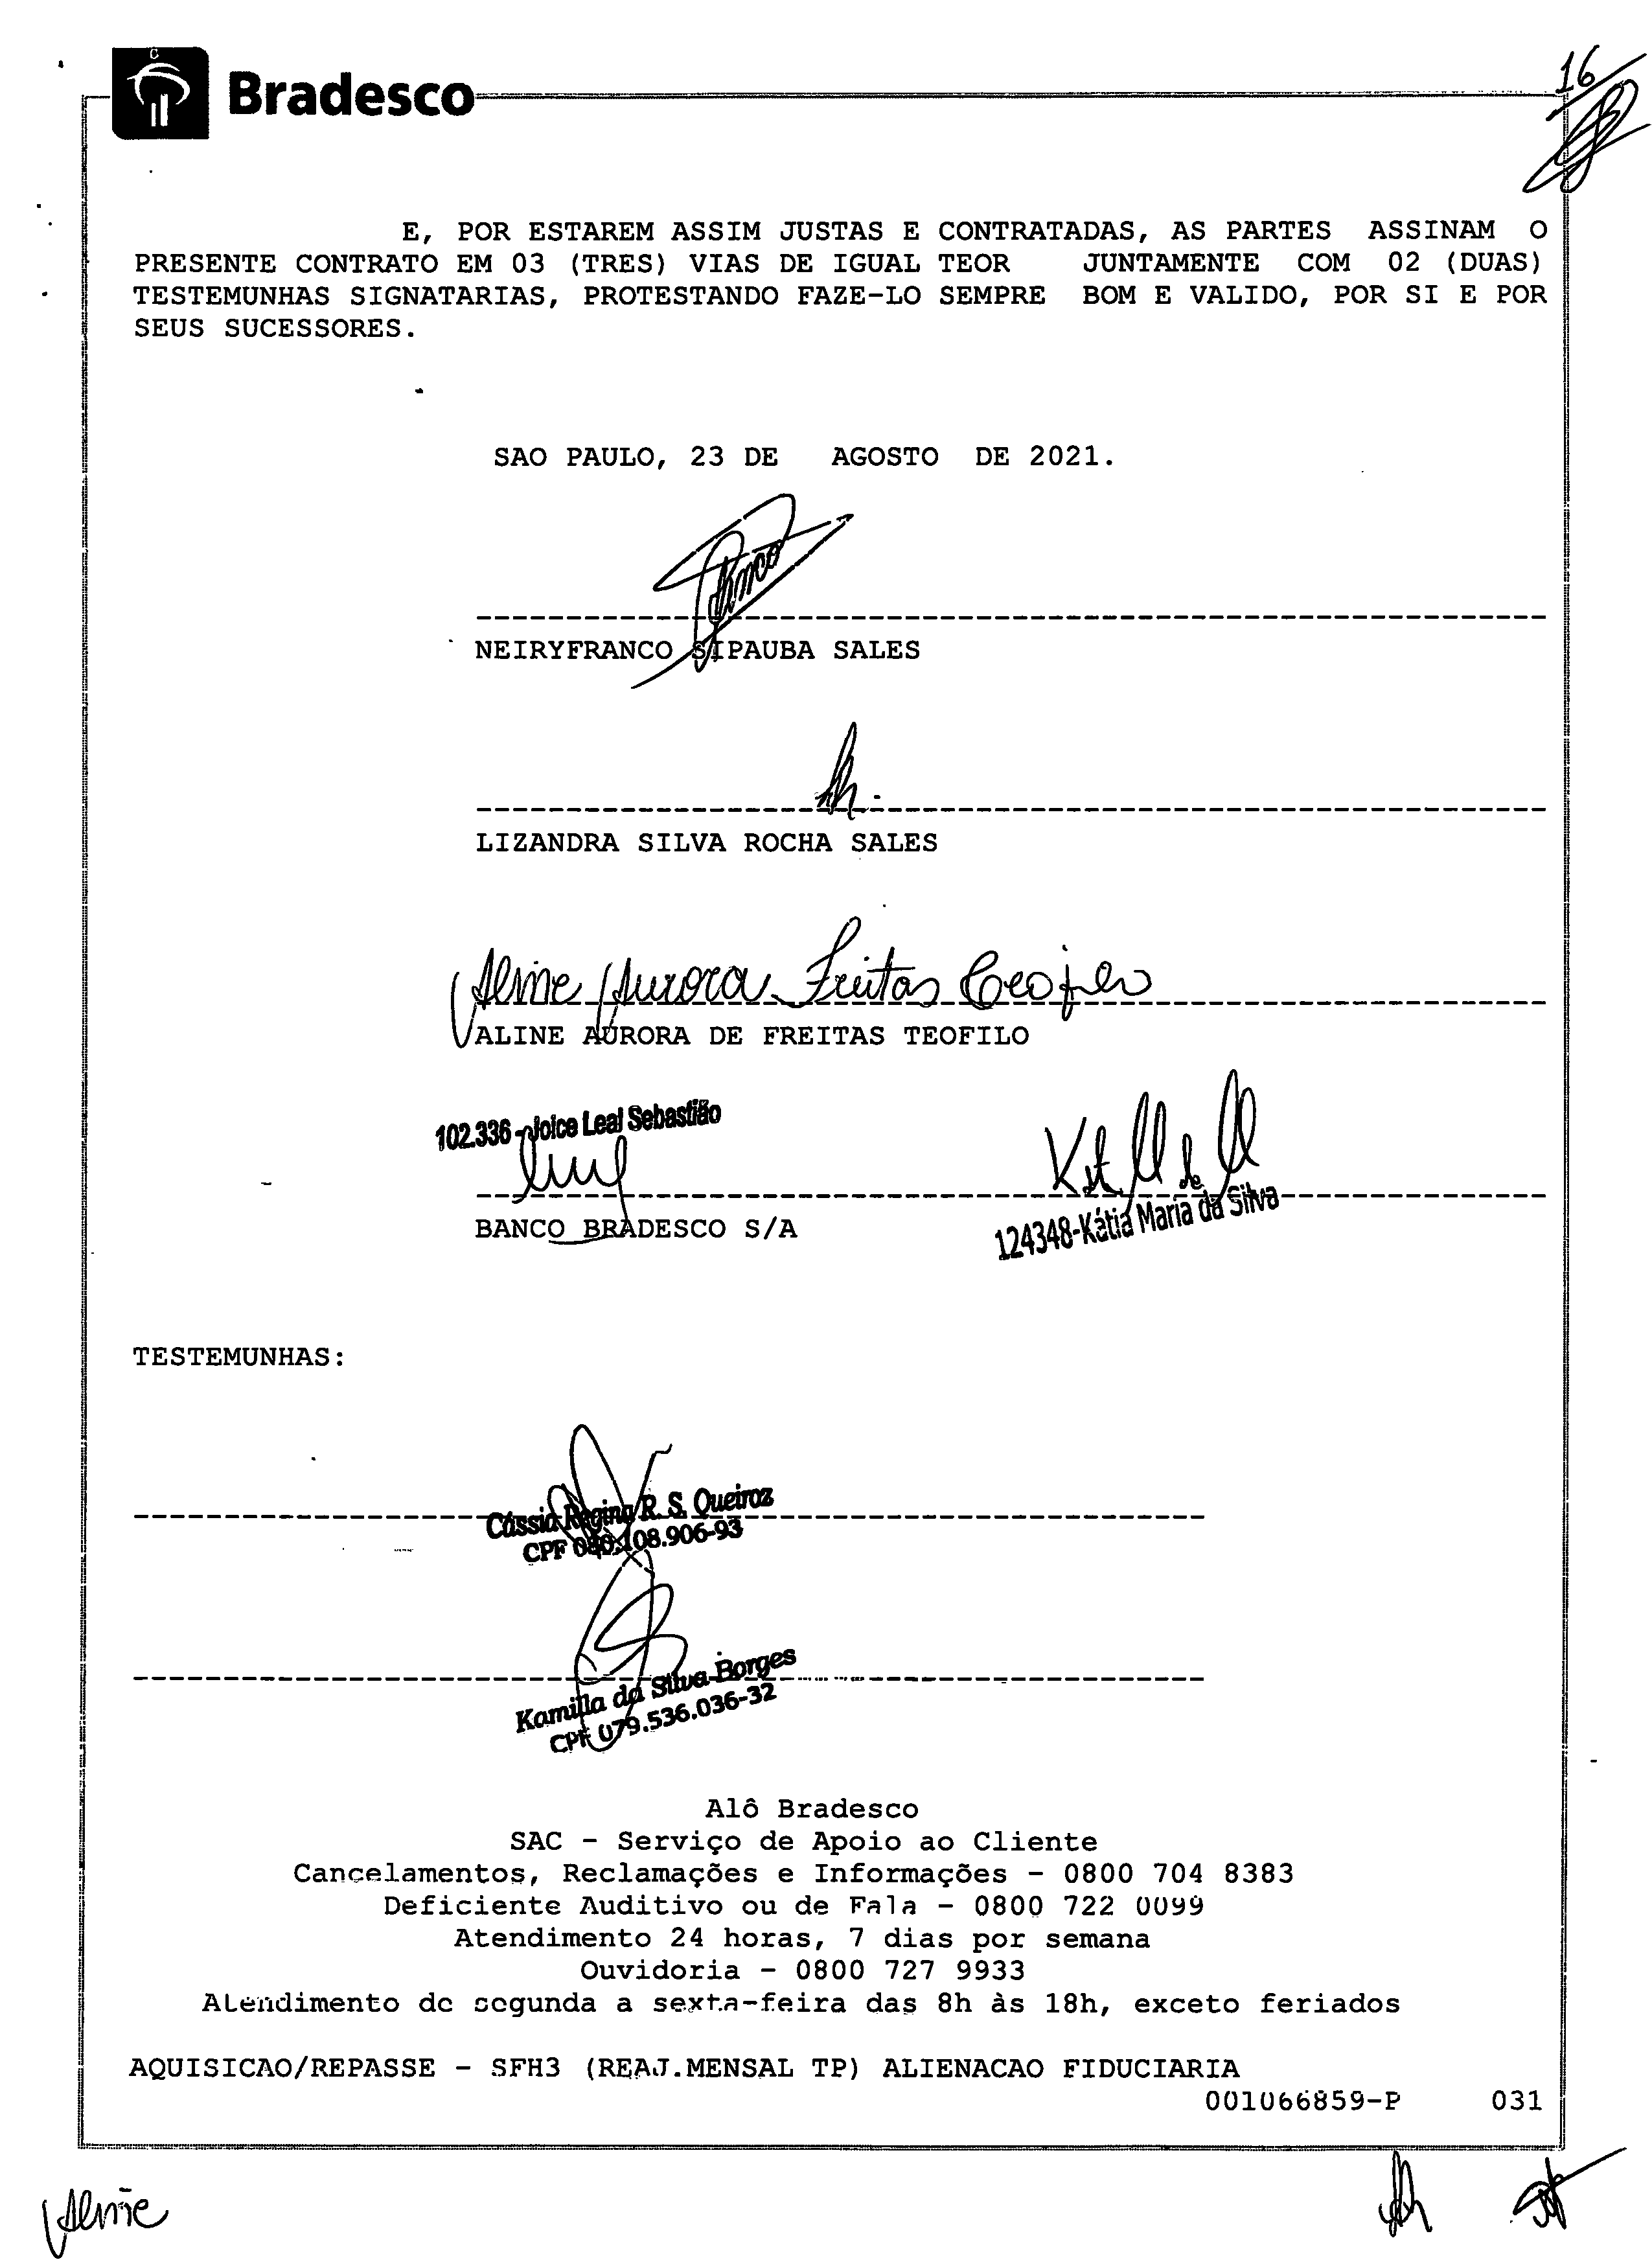 Bradesco
16
E, POR ESTAREM ASSIM JUSTAS E CONTRATADAS, AS PARTES ASSINAM O
PRESENTE CONTRATO EM 03 (TRES) VIAS DE IGUAL TEOR JUNTAMENTE COM 02 (DUAS)
TESTEMUNHAS SIGNATARIAS, PROTESTANDO FAZE-LO SEMPRE BOM E VALIDO, POR SI E POR
SEUS SUCESSORES.
SAO PAULO, 23 DE AGOSTO DE 2021.
NEIRYFRANCO SIPAUBA SALES
LIZANDRA SILVA ROCHA SALES
Aline Aurora Freitas Teofilo
ALINE AURORA DE FREITAS TEOFILO
102.336 - Joice Leal Sebastião
BANCO BRADESCO S/A
124348-Kátia Maria da Silva
TESTEMUNHAS:
Cássia Regina R. S. Queiroz
CPF 080.108.906-93
Kamilla da Silva Borges
CPF 079.536.036-32
Alô Bradesco
SAC - Serviço de Apoio ao Cliente
Cancelamentos, Reclamações e Informações - 0800 704 8383
Deficiente Auditivo ou de Fala - 0800 722 0099
Atendimento 24 horas, 7 dias por semana
Ouvidoria - 0800 727 9933
Atendimento de segunda a sexta-feira das 8h às 18h, exceto feriados
AQUISICAO/REPASSE - SFH3 (REAJ.MENSAL TP) ALIENACAO FIDUCIARIA
001066859-P 031
Aline